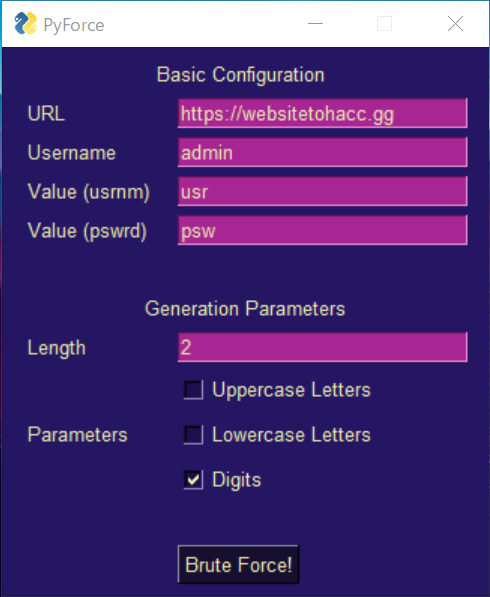 PyForce
Basic Configuration
URL https://websitetohacc.gg
Username admin
Value (usrnm) usr
Value (pswrd) psw
Generation Parameters
Length 2
Uppercase Letters
Parameters Lowercase Letters
Digits
Brute Force!